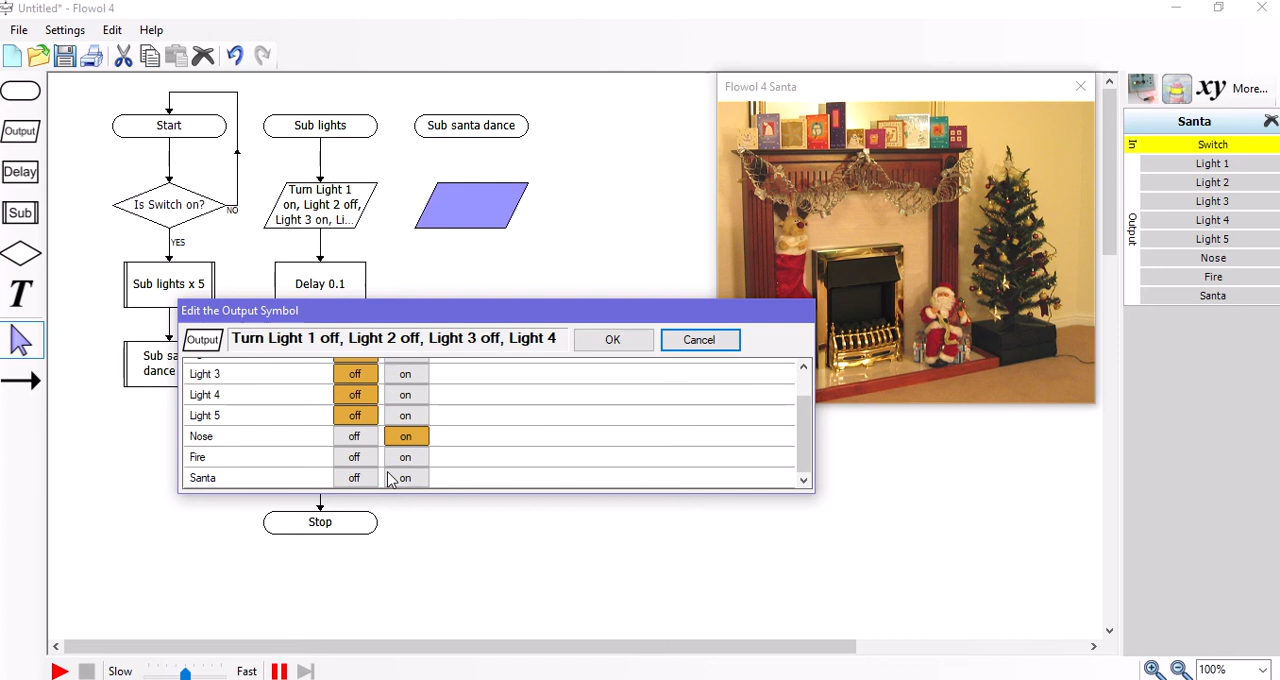 Untitled* - Flowol 4
File Settings Edit Help
xy More...
Output
Delay
Sub
T
Start
Is Switch on?
NO
YES
Sub lights x 5
Sub sa
dance
Sub lights
Turn Light 1
on, Light 2 off,
Light 3 on, Li...
Delay 0.1
Stop
Sub santa dance
Flowol 4 Santa
Santa
In
Switch
Output
Light 1
Light 2
Light 3
Light 4
Light 5
Nose
Fire
Santa
Edit the Output Symbol
Output Turn Light 1 off, Light 2 off, Light 3 off, Light 4 OK Cancel
Light 3 off on
Light 4 off on
Light 5 off on
Nose off on
Fire off on
Santa off on
Slow Fast
100%